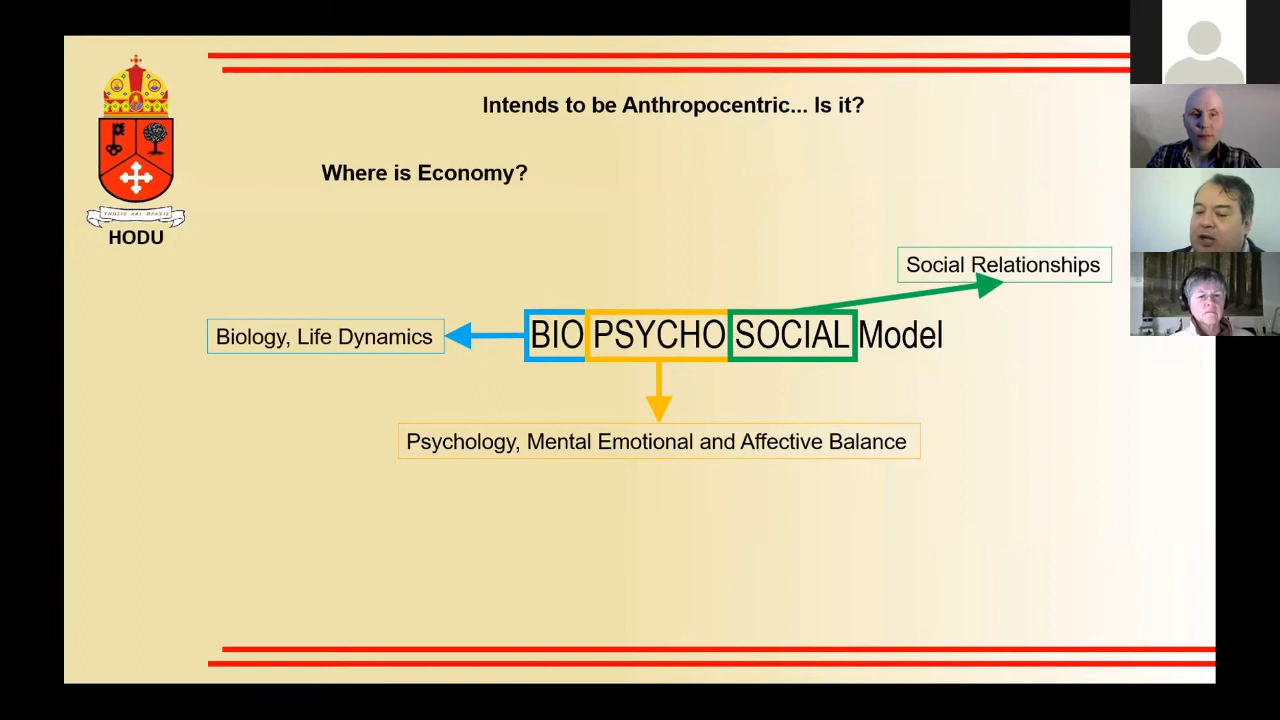 Intends to be Anthropocentric... Is it?
Where is Economy?
HODU
Social Relationships
Biology, Life Dynamics
BIO PSYCHO SOCIAL Model
Psychology, Mental Emotional and Affective Balance